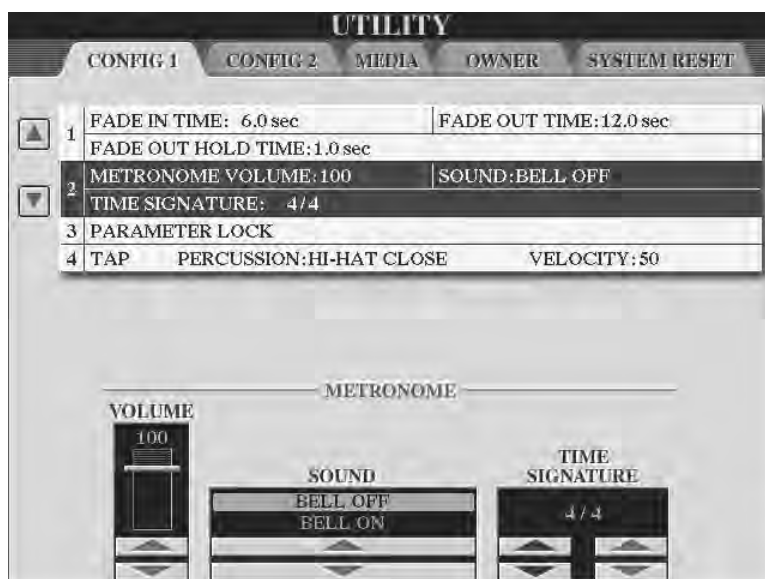 UTILITY
CONFIG 1 CONFIG 2 MEDIA OWNER SYSTEM RESET
1 FADE IN TIME: 6.0 sec FADE OUT TIME:12.0 sec
FADE OUT HOLD TIME:1.0 sec
2 METRONOME VOLUME:100 SOUND:BELL OFF
TIME SIGNATURE: 4/4
3 PARAMETER LOCK
4 TAP PERCUSSION:HI-HAT CLOSE VELOCITY:50
METRONOME
VOLUME
100
SOUND
BELL OFF
BELL ON
TIME
SIGNATURE
4/4